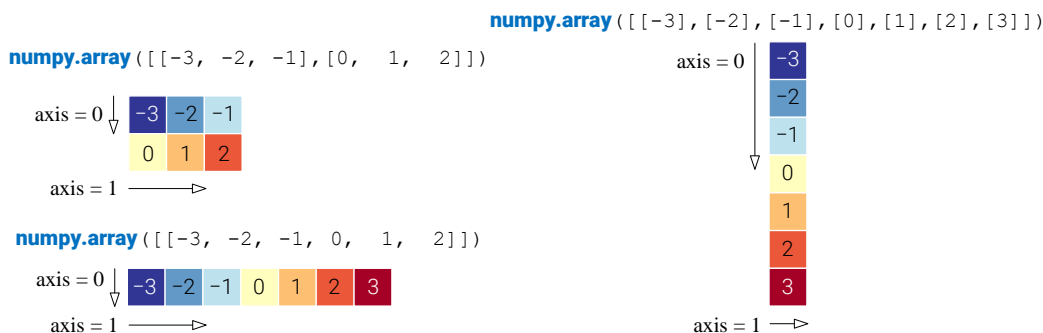 numpy.array([[-3, -2, -1],[0, 1, 2]])
axis = 0
−3 −2 −1
0 1 2
axis = 1
numpy.array([[-3, -2, -1, 0, 1, 2]])
axis = 0
−3 −2 −1 0 1 2 3
axis = 1
numpy.array([[-3],[-2],[-1],[0],[1],[2],[3]])
axis = 0
−3
−2
−1
0
1
2
3
axis = 1